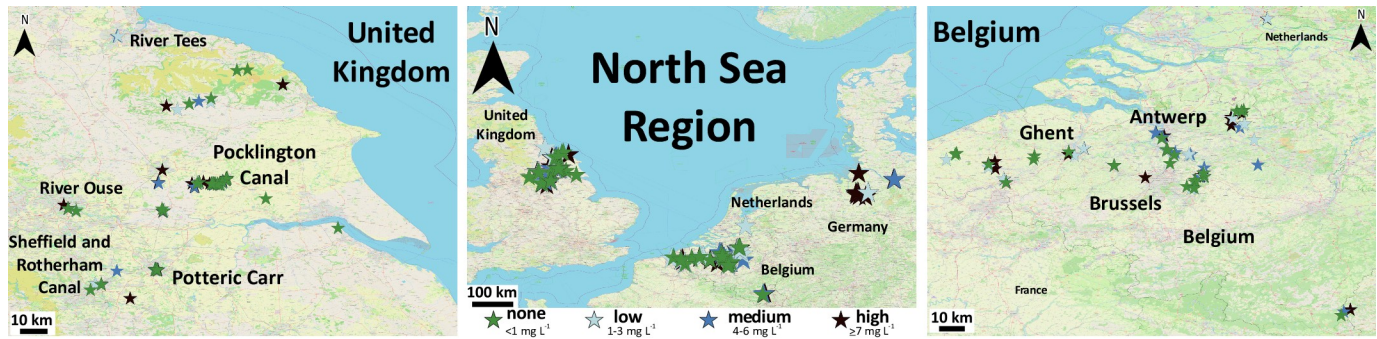 N
River Tees
United
Kingdom
Pocklington
Canal
River Ouse
Sheffield and
Rotherham
Canal
Potteric Carr
10 km
N
North Sea
Region
United
Kingdom
Netherlands
Germany
Belgium
100 km
none
<1 mg L⁻¹
low
1-3 mg L⁻¹
medium
4-6 mg L⁻¹
high
≥7 mg L⁻¹
Belgium
Netherlands
N
Ghent
Antwerp
Brussels
Belgium
France
10 km